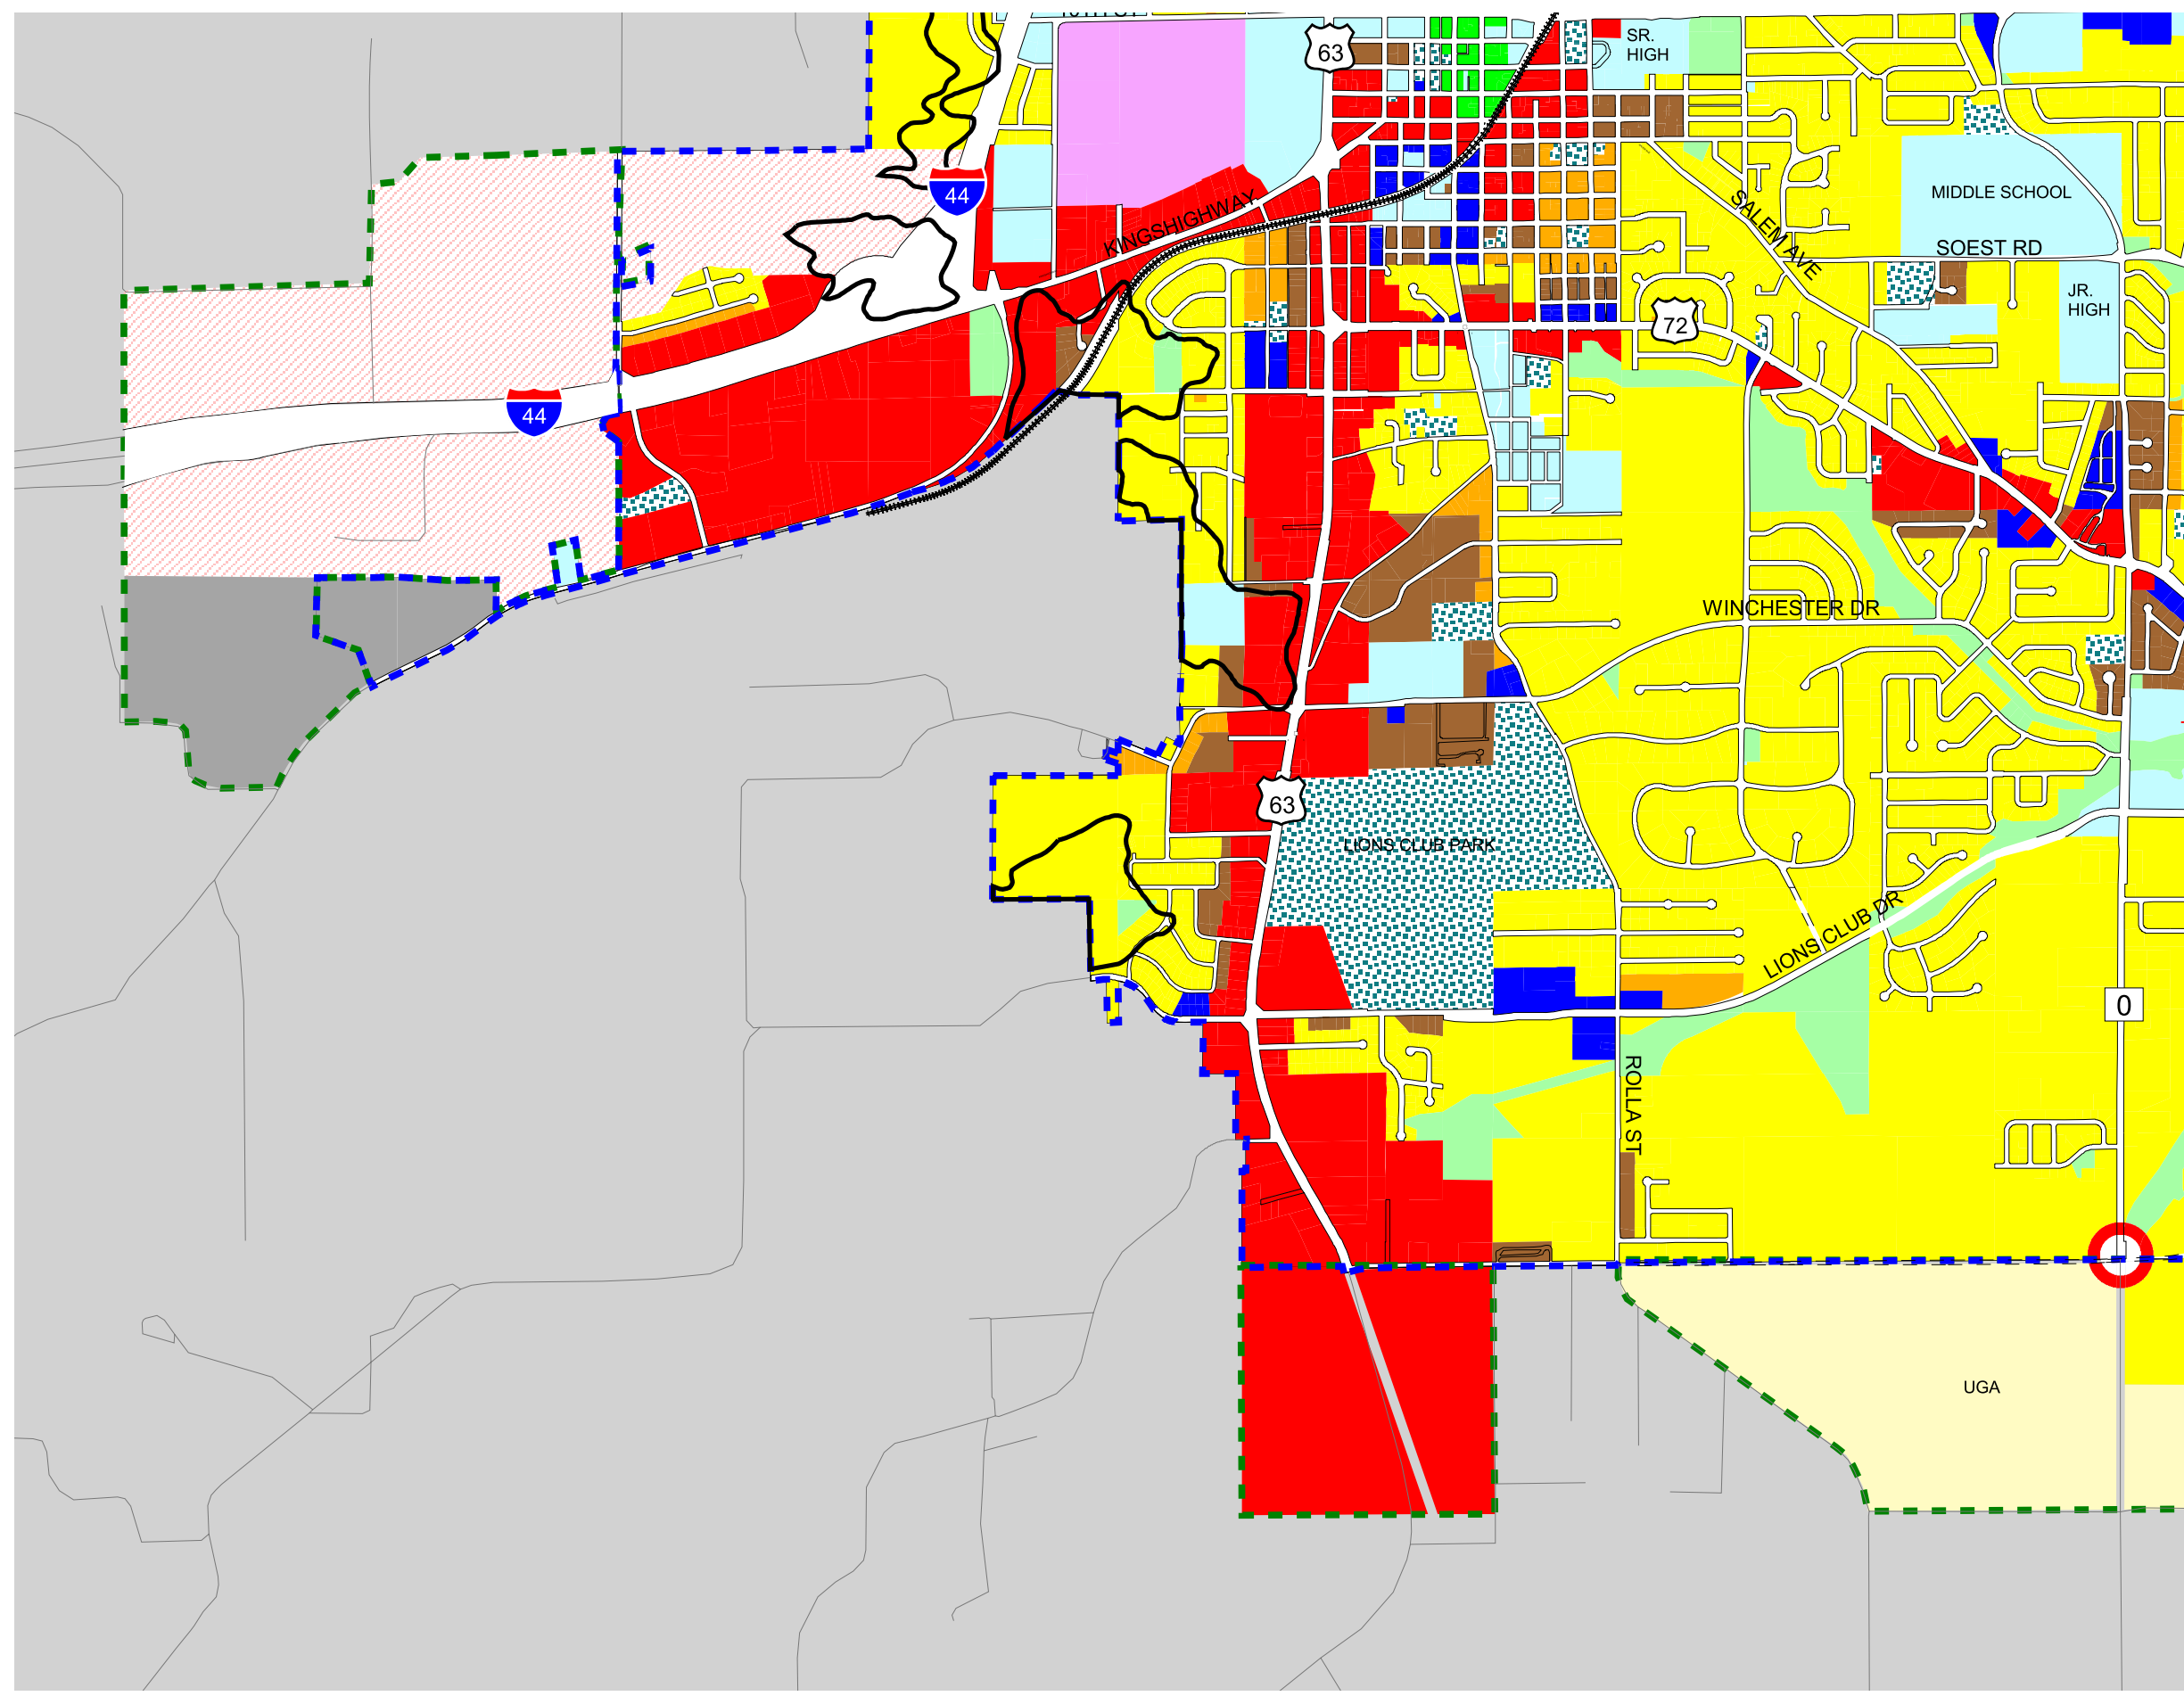 63
SR.
HIGH
44
MIDDLE SCHOOL
KINGSHIGHWAY
SALEM AVE
SOEST RD
JR.
HIGH
72
44
WINCHESTER DR
63
LIONS CLUB PARK
LIONS CLUB DR
0
ROLLA ST
UGA